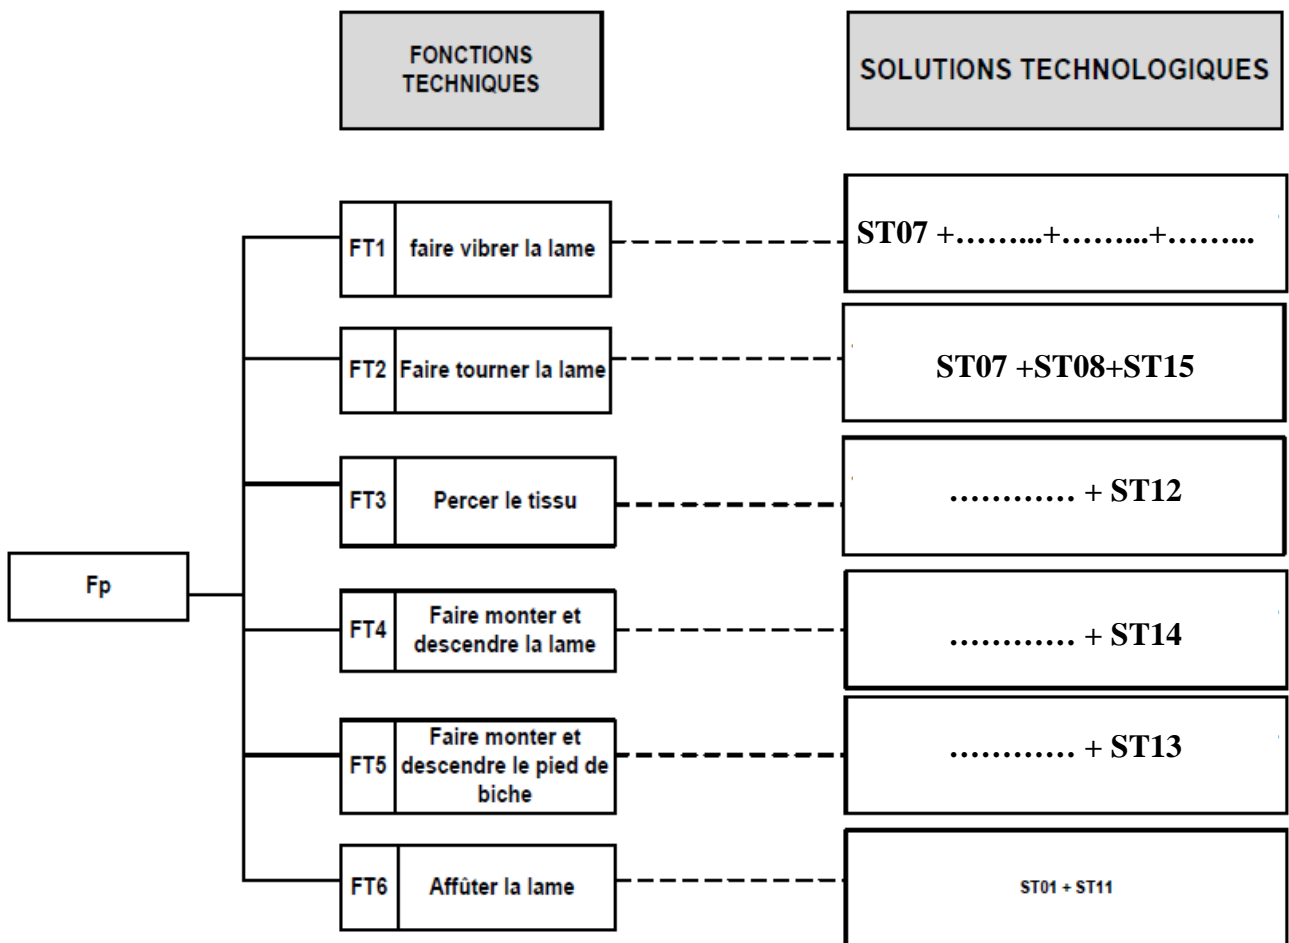 FONCTIONS
TECHNIQUES
SOLUTIONS TECHNOLOGIQUES
FT1
faire vibrer la lame
ST07 +……...+……...+……...
FT2
Faire tourner la lame
ST07 +ST08+ST15
FT3
Percer le tissu
………… + ST12
Fp
FT4
Faire monter et
descendre la lame
………… + ST14
FT5
Faire monter et
descendre le pied de
biche
………… + ST13
FT6
Affûter la lame
ST01 + ST11